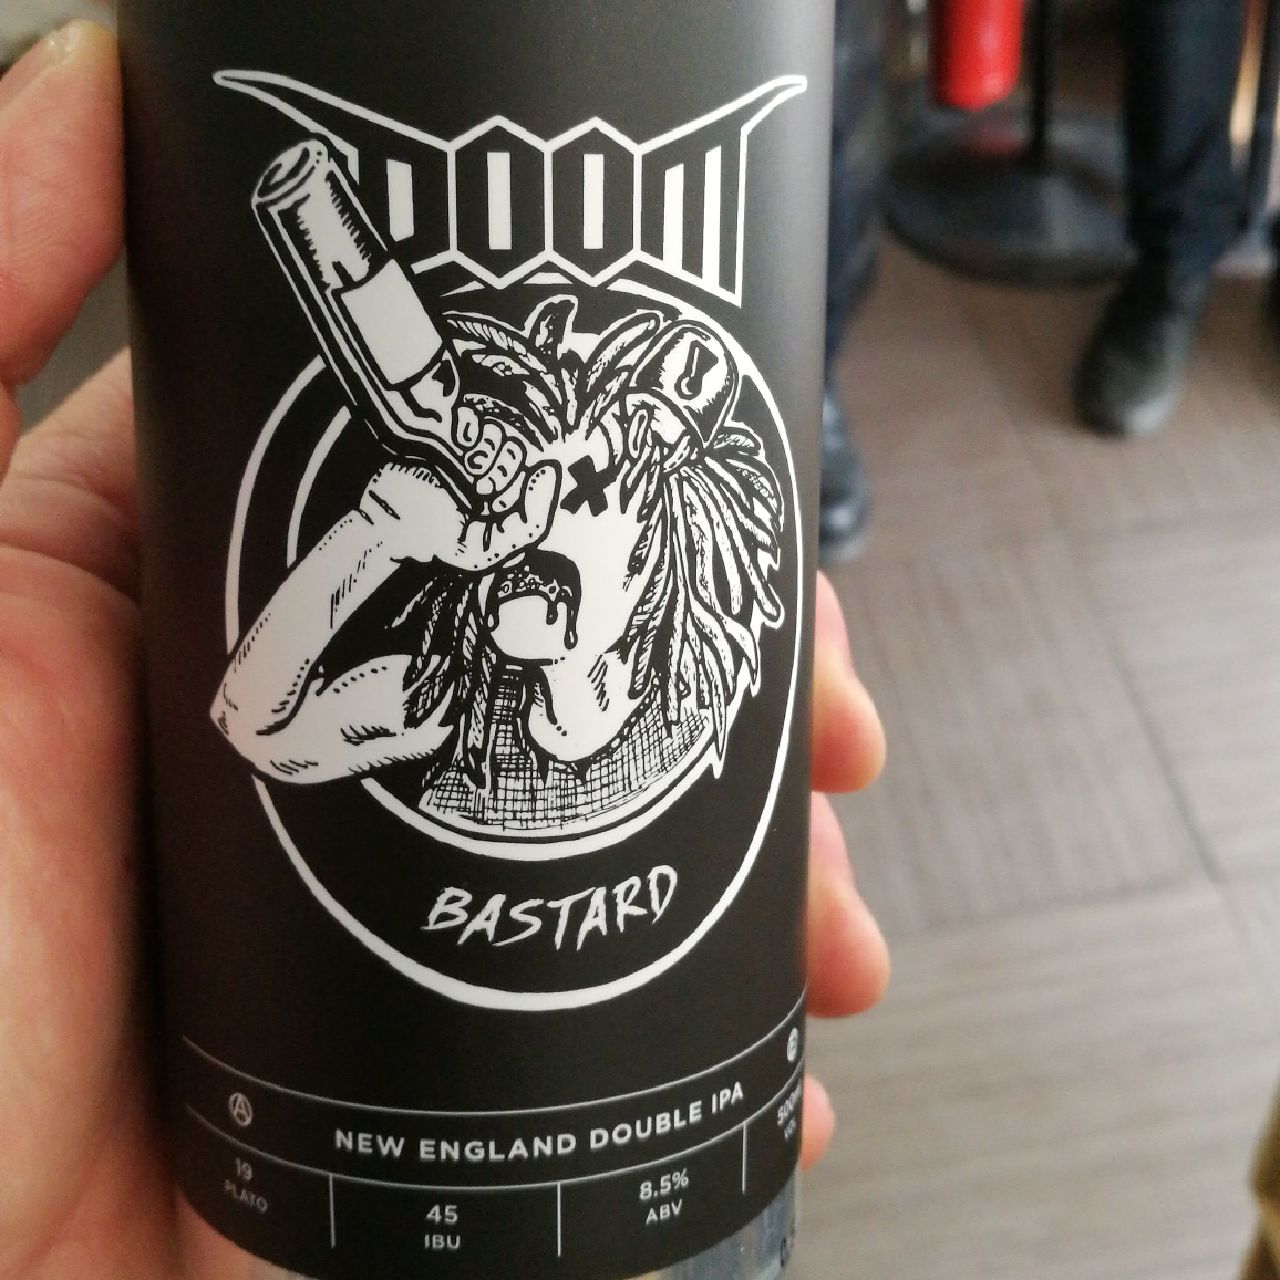 DOOM
BASTARD
NEW ENGLAND DOUBLE IPA
19
PLATO
45
IBU
8.5%
ABV